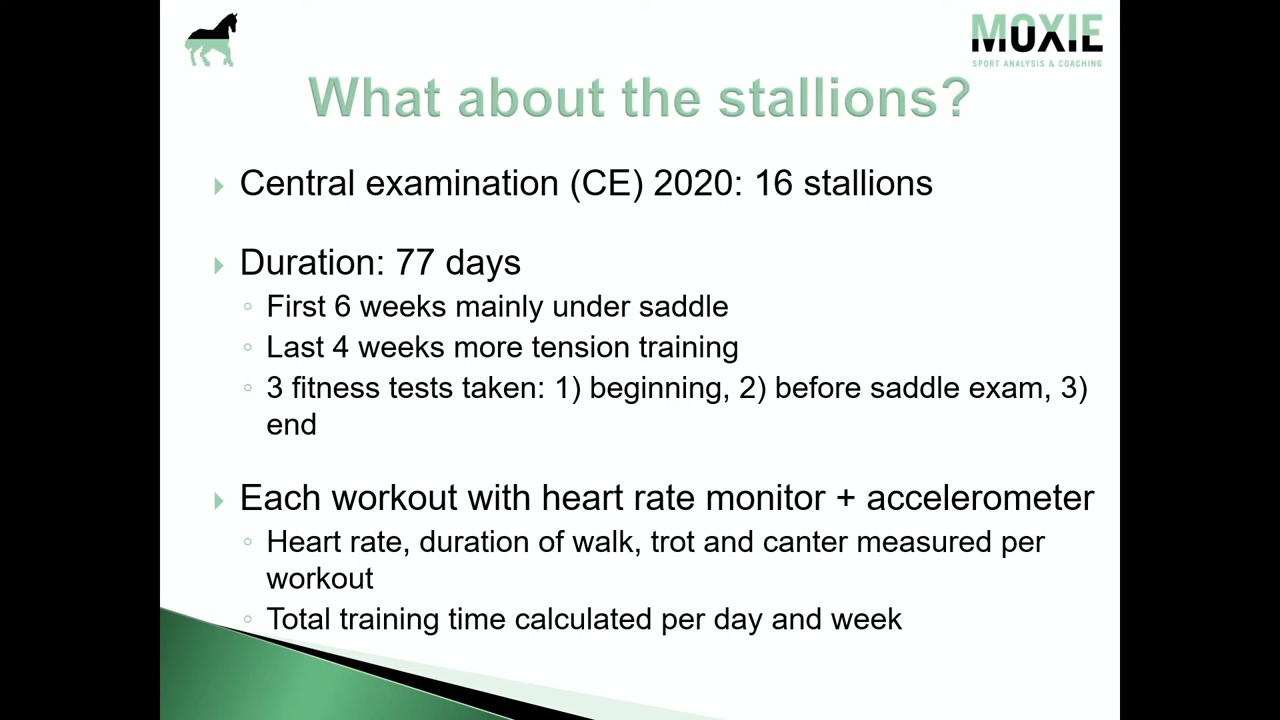 MOXIE
SPORT ANALYSIS & COACHING
What about the stallions?
Central examination (CE) 2020: 16 stallions
Duration: 77 days
First 6 weeks mainly under saddle
Last 4 weeks more tension training
3 fitness tests taken: 1) beginning, 2) before saddle exam, 3)
end
Each workout with heart rate monitor + accelerometer
Heart rate, duration of walk, trot and canter measured per
workout
Total training time calculated per day and week